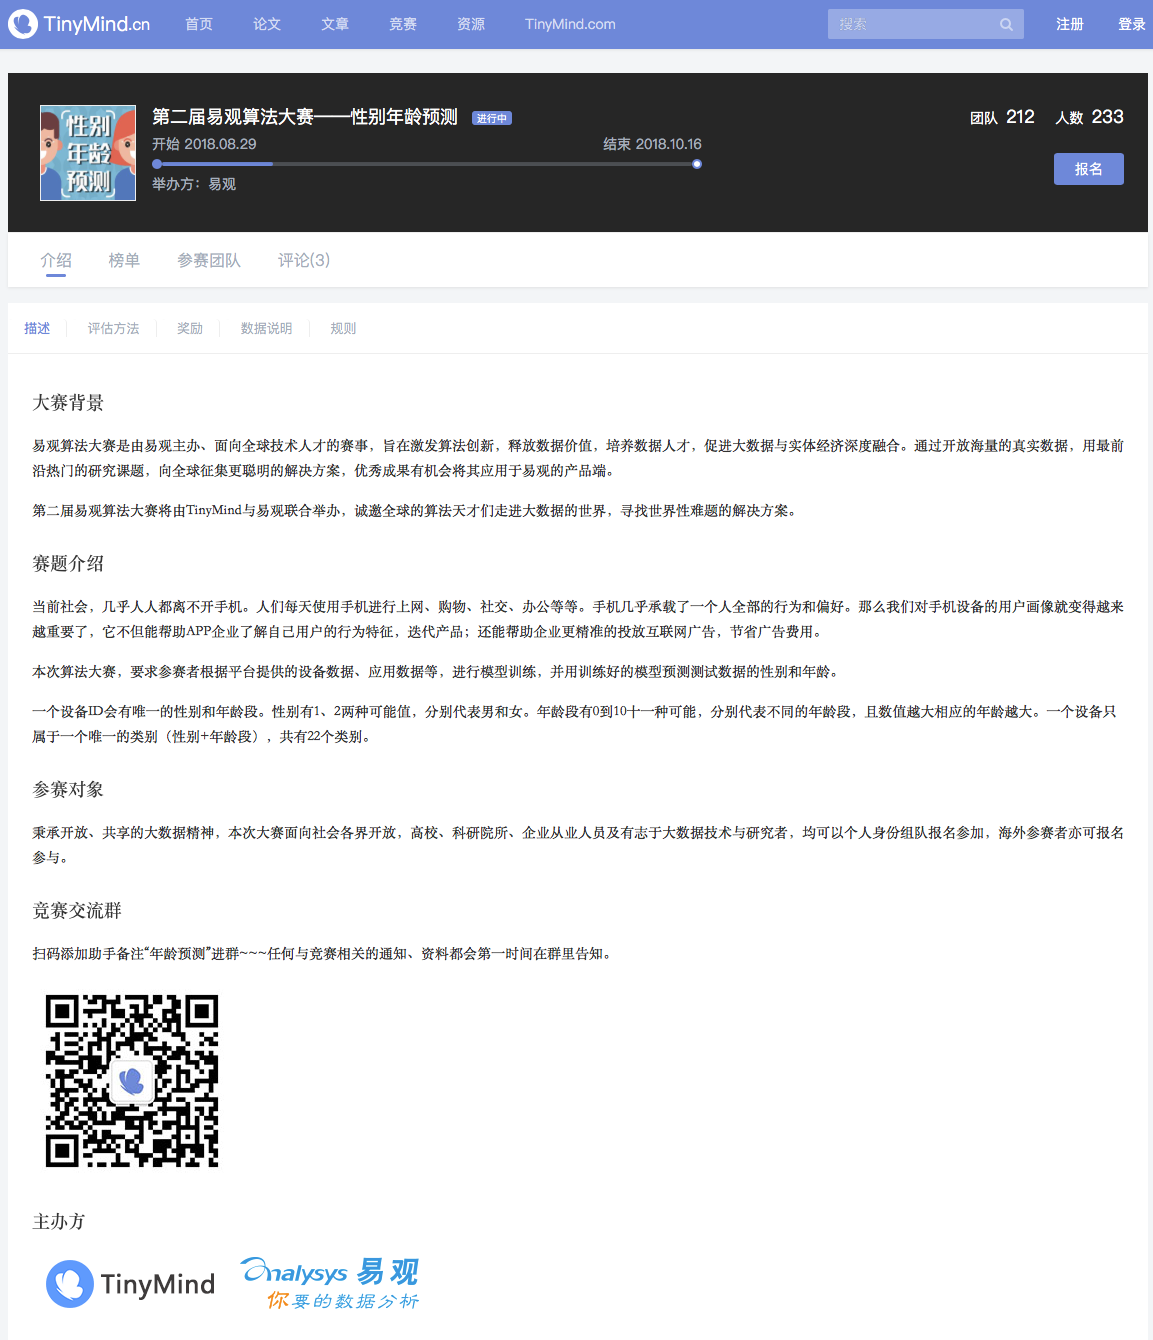 TinyMind.cn 首页 论文 文章 竞赛 资源 TinyMind.com 搜索 注册 登录
性别
年龄
预测
第二届易观算法大赛——性别年龄预测 进行中
团队 212 人数 233
开始 2018.08.29 结束 2018.10.16
举办方：易观
报名
介绍 榜单 参赛团队 评论(3)
描述 评估方法 奖励 数据说明 规则
大赛背景
易观算法大赛是由易观主办、面向全球技术人才的赛事，旨在激发算法创新，释放数据价值，培养数据人才，促进大数据与实体经济深度融合。通过开放海量的真实数据，用最前
沿热门的研究课题，向全球征集更聪明的解决方案，优秀成果有机会将其应用于易观的产品端。
第二届易观算法大赛将由TinyMind与易观联合举办，诚邀全球的算法天才们走进大数据的世界，寻找世界性难题的解决方案。
赛题介绍
当前社会，几乎人人都离不开手机。人们每天使用手机进行上网、购物、社交、办公等等。手机几乎承载了一个人全部的行为和偏好。那么我们对手机设备的用户画像就变得越来
越重要了，它不但能帮助APP企业了解自己用户的行为特征，迭代产品；还能帮助企业更精准的投放互联网广告，节省广告费用。
本次算法大赛，要求参赛者根据平台提供的设备数据、应用数据等，进行模型训练，并用训练好的模型预测测试数据的性别和年龄。
一个设备ID会有唯一的性别和年龄段。性别有1、2两种可能值，分别代表男和女。年龄段有0到10十一种可能，分别代表不同的年龄段，且数值越大相应的年龄越大。一个设备只
属于一个唯一的类别（性别+年龄段），共有22个类别。
参赛对象
秉承开放、共享的大数据精神，本次大赛面向社会各界开放，高校、科研院所、企业从业人员及有志于大数据技术与研究者，均可以个人身份组队报名参加，海外参赛者亦可报名
参与。
竞赛交流群
扫码添加助手备注“年龄预测”进群~~~任何与竞赛相关的通知、资料都会第一时间在群里告知。
主办方
TinyMind Analysys 易观
你要的数据分析